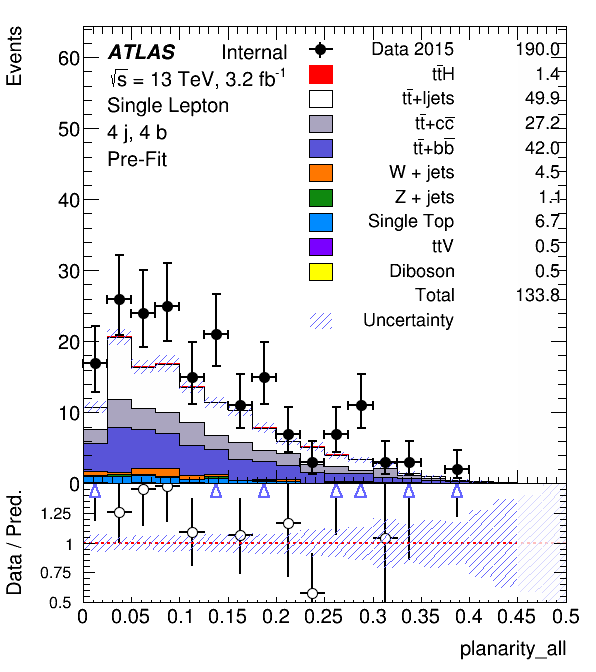 Events
60
50
40
30
20
10
0
ATLAS Internal
√s = 13 TeV, 3.2 fb⁻¹
Single Lepton
4 j, 4 b
Pre-Fit
Data 2015 190.0
tt̄H 1.4
tt̄+ljets 49.9
tt̄+cc̄ 27.2
tt̄+bb̄ 42.0
W + jets 4.5
Z + jets 1.1
Single Top 6.7
ttV 0.5
Diboson 0.5
Total 133.8
Uncertainty
Data / Pred.
1.25
1
0.75
0.5
0 0.05 0.1 0.15 0.2 0.25 0.3 0.35 0.4 0.45 0.5
planarity_all